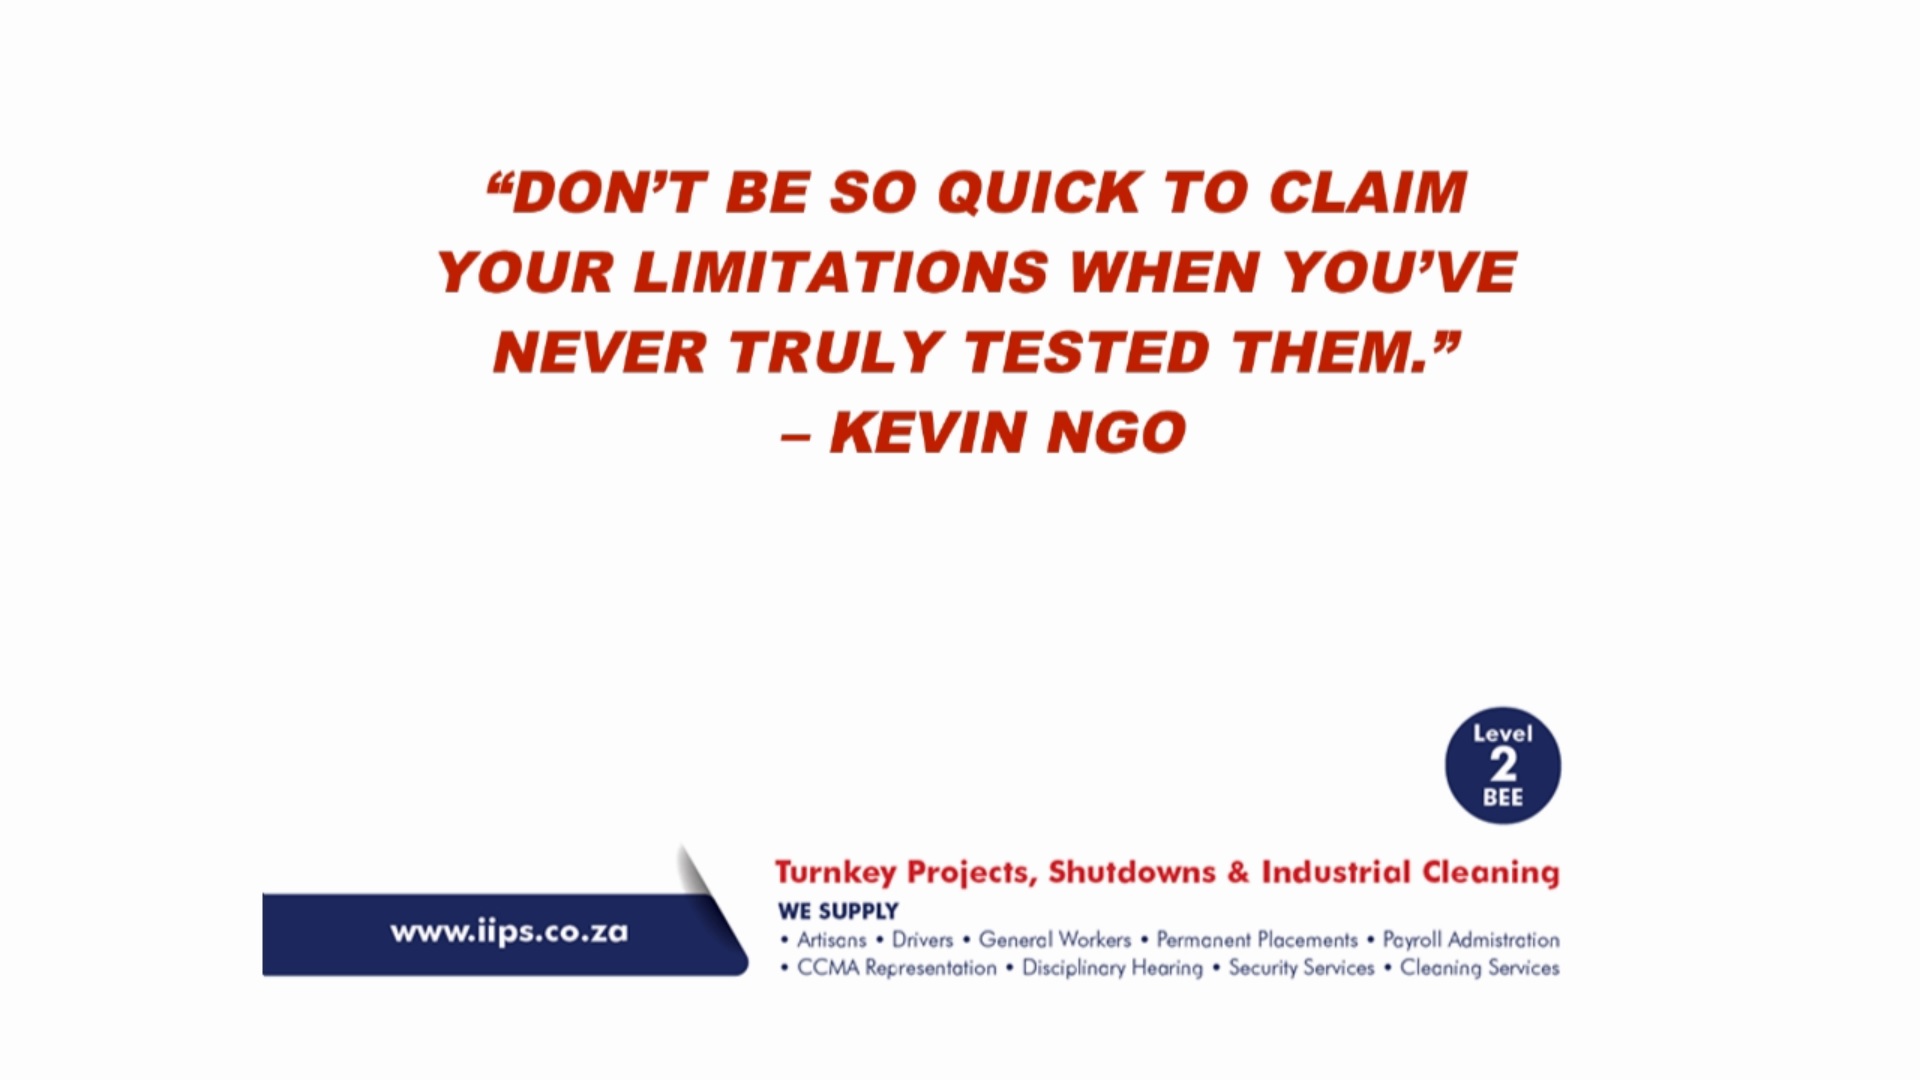 “DON’T BE SO QUICK TO CLAIM
YOUR LIMITATIONS WHEN YOU’VE
NEVER TRULY TESTED THEM.”
– KEVIN NGO
Level
2
BEE
Turnkey Projects, Shutdowns & Industrial Cleaning
WE SUPPLY
• Artisans • Drivers • General Workers • Permanent Placements • Payroll Admistration
• CCMA Representation • Disciplinary Hearing • Security Services • Cleaning Services
www.iips.co.za